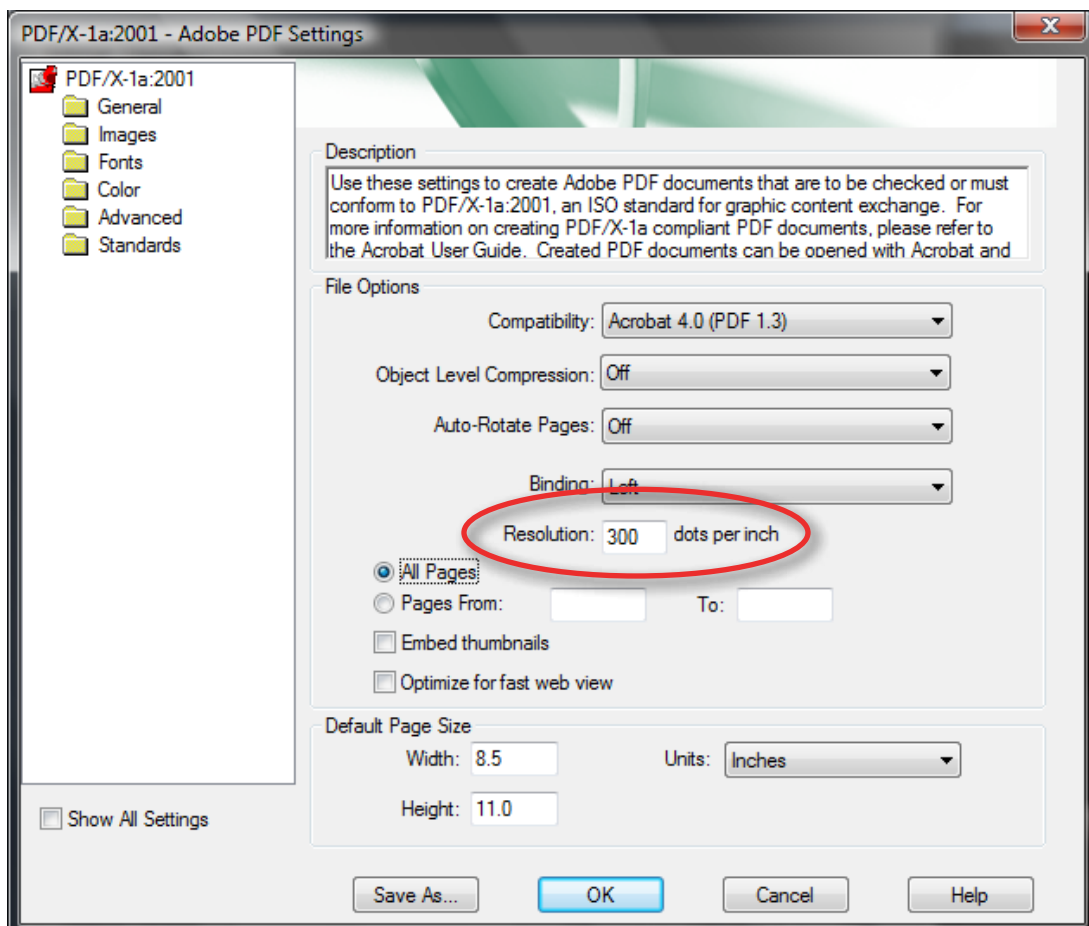 PDF/X-1a:2001 - Adobe PDF Settings
PDF/X-1a:2001
General
Images
Fonts
Color
Advanced
Standards
Show All Settings
Description
Use these settings to create Adobe PDF documents that are to be checked or must
conform to PDF/X-1a:2001, an ISO standard for graphic content exchange.  For
more information on creating PDF/X-1a compliant PDF documents, please refer to
the Acrobat User Guide.  Created PDF documents can be opened with Acrobat and
File Options
Compatibility: Acrobat 4.0 (PDF 1.3)
Object Level Compression: Off
Auto-Rotate Pages: Off
Binding: Left
Resolution: 300 dots per inch
All Pages
Pages From: To:
Embed thumbnails
Optimize for fast web view
Default Page Size
Width: 8.5 Units: Inches
Height: 11.0
Save As... OK Cancel Help